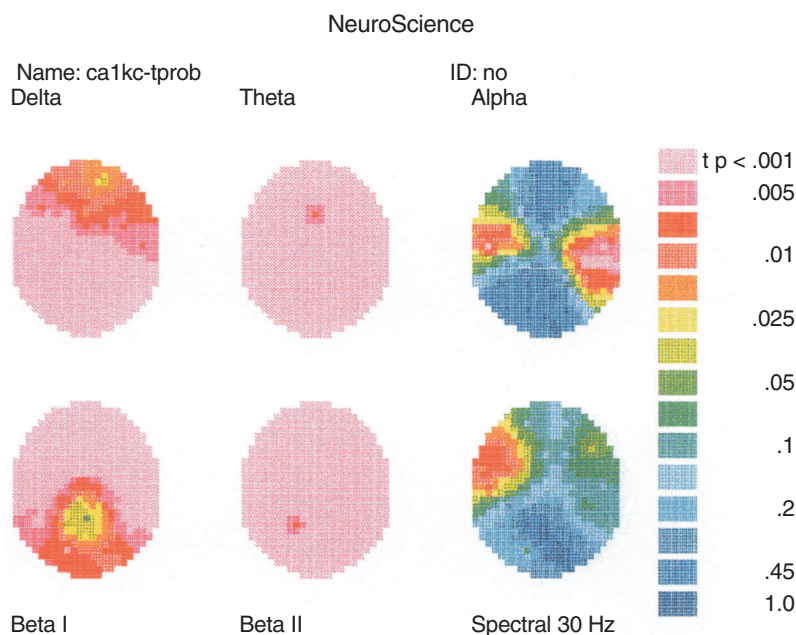 NeuroScience
Name: ca1kc-tprob ID: no
Delta Theta Alpha
t p < .001
.005
.01
.025
.05
.1
.2
.45
1.0
Beta I Beta II Spectral 30 Hz